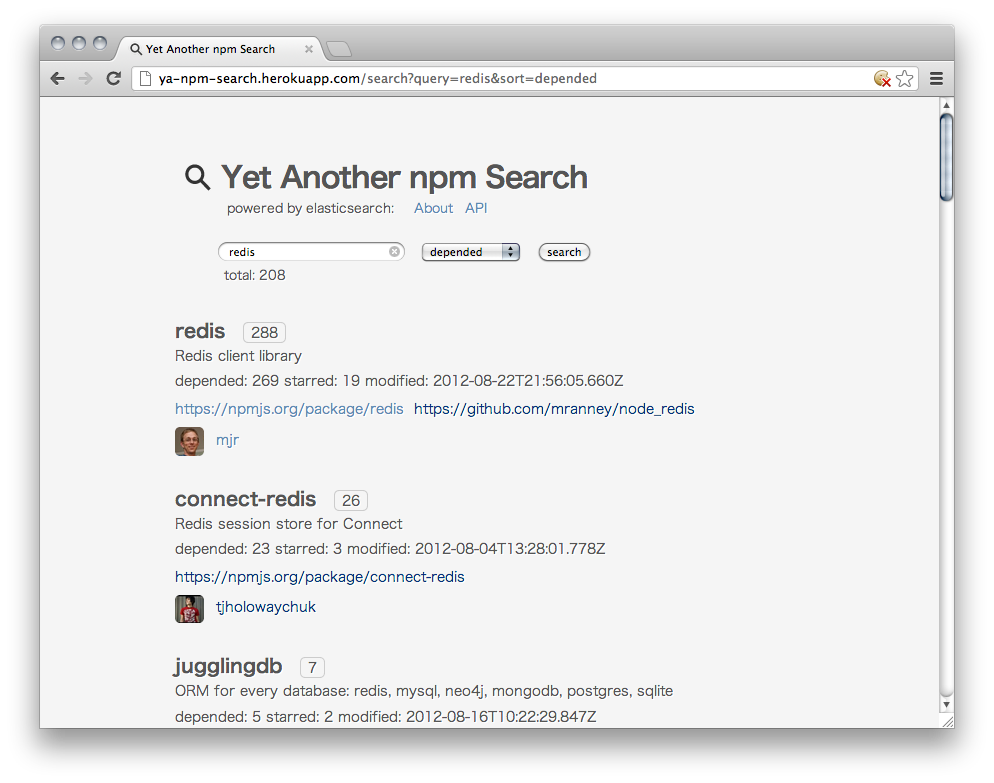 Yet Another npm Search
ya-npm-search.herokuapp.com/search?query=redis&sort=depended
Yet Another npm Search
powered by elasticsearch: About API
redis depended search
total: 208
redis 288
Redis client library
depended: 269 starred: 19 modified: 2012-08-22T21:56:05.660Z
https://npmjs.org/package/redis https://github.com/mranney/node_redis
mjr
connect-redis 26
Redis session store for Connect
depended: 23 starred: 3 modified: 2012-08-04T13:28:01.778Z
https://npmjs.org/package/connect-redis
tjholowaychuk
jugglingdb 7
ORM for every database: redis, mysql, neo4j, mongodb, postgres, sqlite
depended: 5 starred: 2 modified: 2012-08-16T10:22:29.847Z